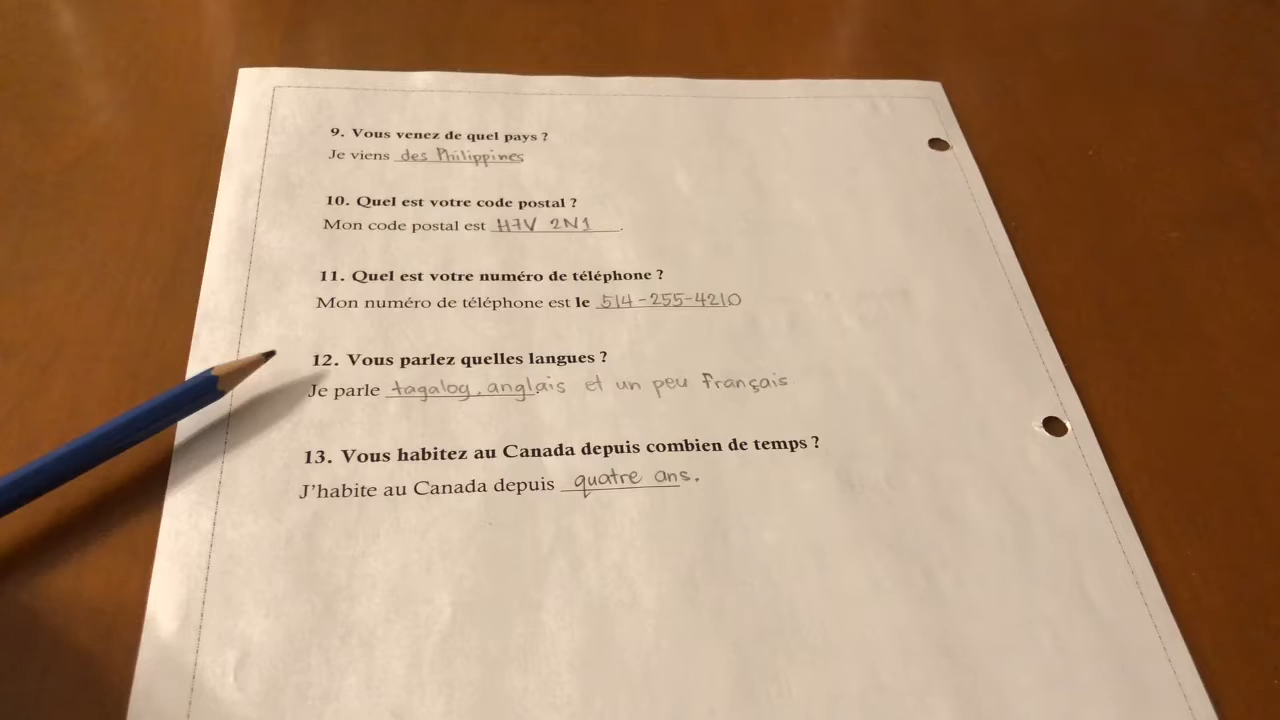 9. Vous venez de quel pays ?
Je viens des Philippines
10. Quel est votre code postal ?
Mon code postal est H7V 2N1.
11. Quel est votre numéro de téléphone ?
Mon numéro de téléphone est le 514-255-4210
12. Vous parlez quelles langues ?
Je parle tagalog, anglais et un peu français
13. Vous habitez au Canada depuis combien de temps ?
J'habite au Canada depuis quatre ans.